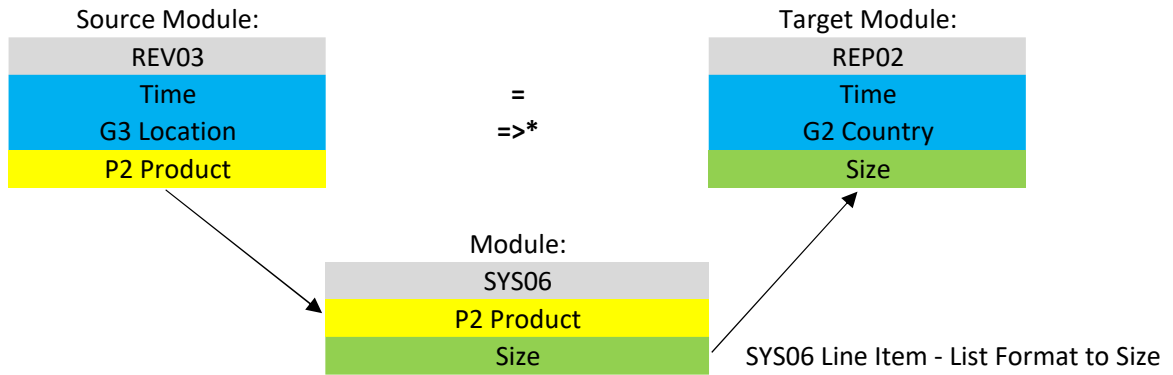 Source Module:
Target Module:
REV03
REP02
Time
=
Time
G3 Location
=>*
G2 Country
P2 Product
Size
Module:
SYS06
P2 Product
Size
SYS06 Line Item - List Format to Size